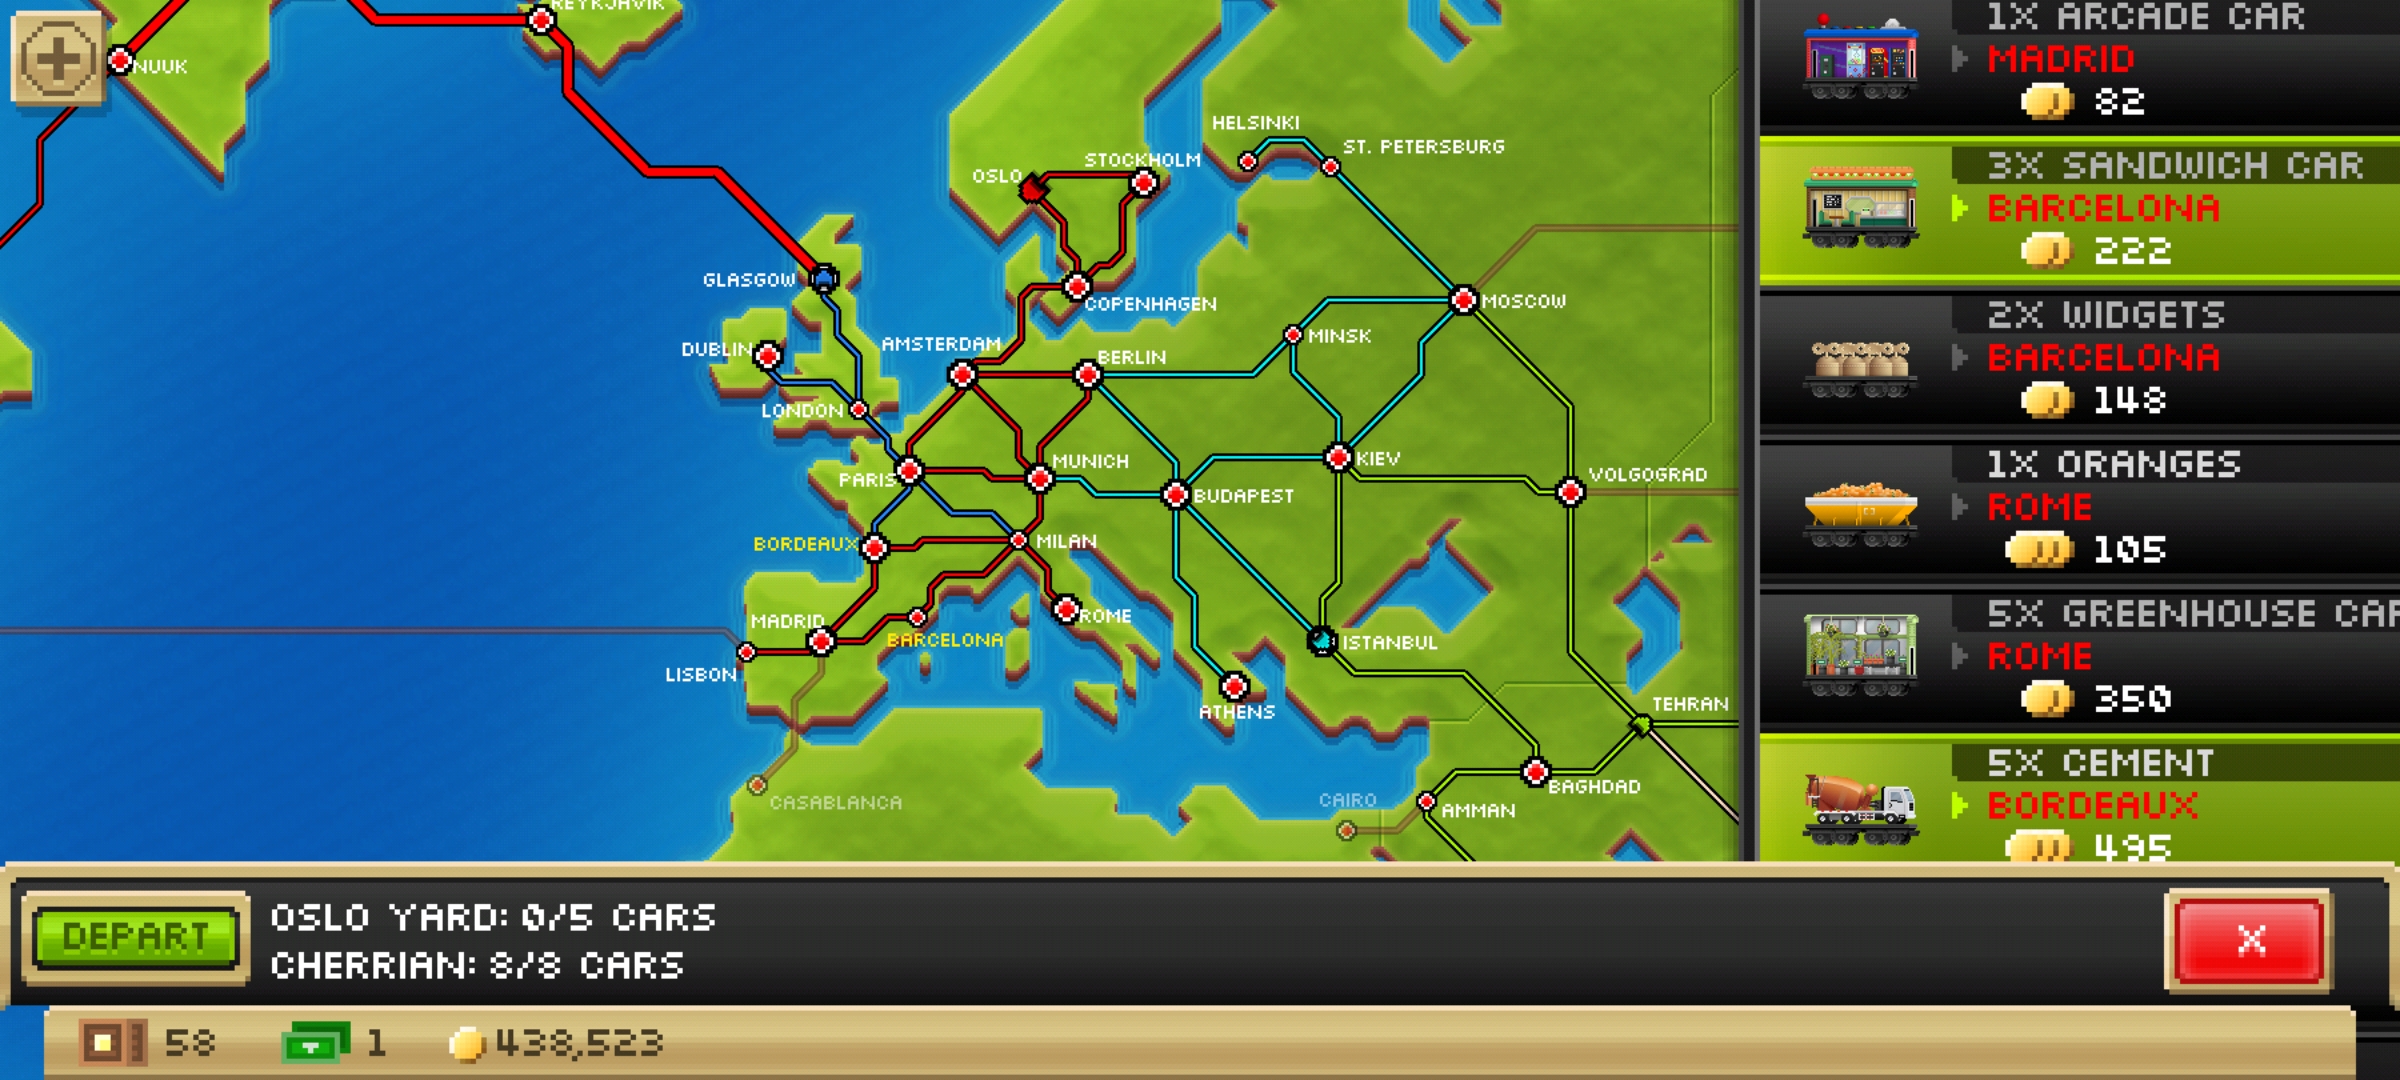 REYKJAVIK
NUUK
HELSINKI
ST. PETERSBURG
STOCKHOLM
OSLO
GLASGOW
COPENHAGEN
MOSCOW
MINSK
DUBLIN
AMSTERDAM
BERLIN
LONDON
MUNICH
KIEV
VOLGOGRAD
PARIS
BUDAPEST
BORDEAUX
MILAN
MADRID
ROME
BARCELONA
ISTANBUL
LISBON
ATHENS
TEHRAN
BAGHDAD
CASABLANCA
CAIRO
AMMAN
1X ARCADE CAR
MADRID
82
3X SANDWICH CAR
BARCELONA
222
2X WIDGETS
BARCELONA
148
1X ORANGES
ROME
105
5X GREENHOUSE CAR
ROME
350
5X CEMENT
BORDEAUX
495
DEPART
OSLO YARD: 0/5 CARS
CHERRIAN: 8/8 CARS
X
58
1
438,523